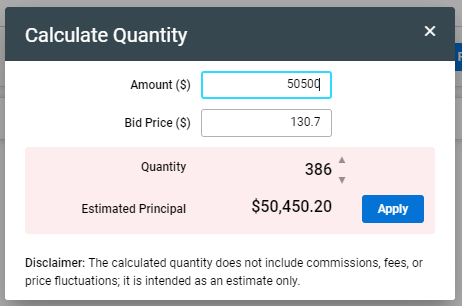 Calculate Quantity
Amount ($) 50500
Bid Price ($) 130.7
Quantity 386
Estimated Principal $50,450.20 Apply
Disclaimer: The calculated quantity does not include commissions, fees, or
price fluctuations; it is intended as an estimate only.